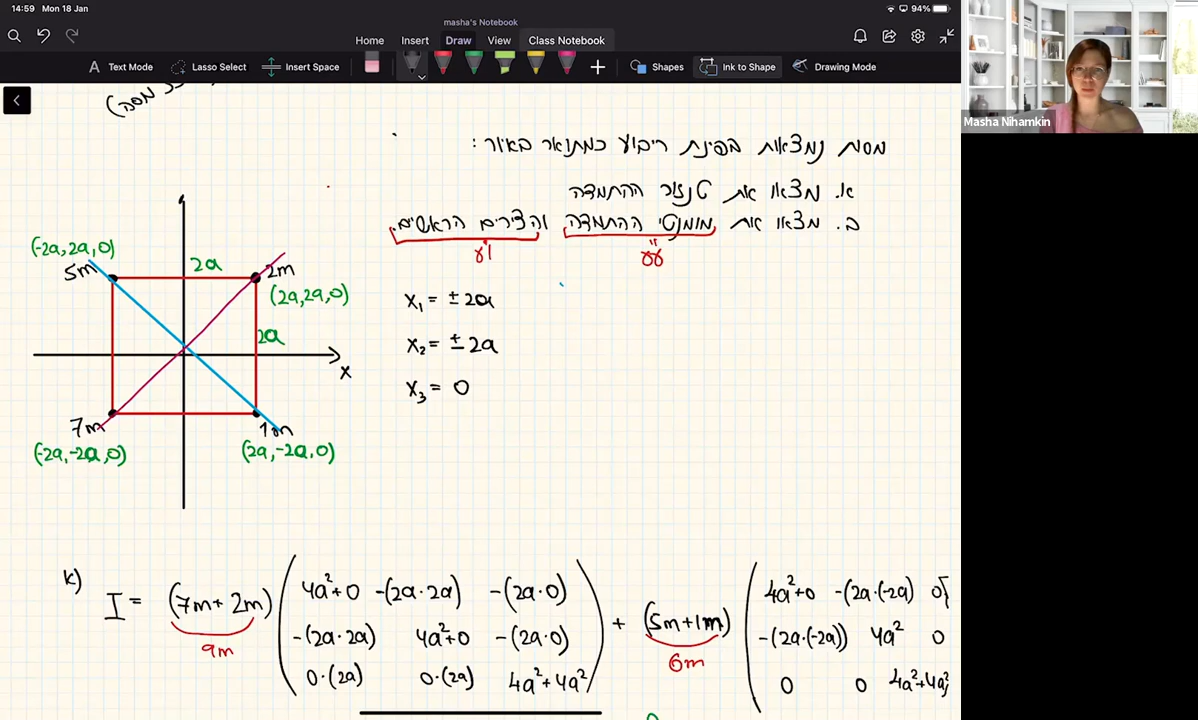 14:59 Mon 18 Jan
94%
masha's Notebook
Home Insert Draw View Class Notebook
Text Mode Lasso Select Insert Space Shapes Ink to Shape Drawing Mode
Masha Nihamkin
מסות נמצאות בפינת ריבוע כמתואר באיור:
א. מצאו את טנזור ההתמדה
ב. מצאו את מומנטי ההתמדה והצירים הראשים.
ו"ע
"
עע
(-2a,2a,0)
5m
2a
2m
(2a,2a,0)
2a
x
7m
1m
(-2a,-2a,0)
(2a,-2a,0)
x₁ = ±2a
x₂ = ±2a
x₃ = 0
א)
I = (7m+2m) + (5m+1m)
9m
6m
4a²+0 -(2a·2a) -(2a·0)
-(2a·2a) 4a²+0 -(2a·0)
0·(2a) 0·(2a) 4a²+4a²
4a²+0 -(2a·(-2a) 0
-(2a·(-2a)) 4a² 0
0 0 4a²+4a²